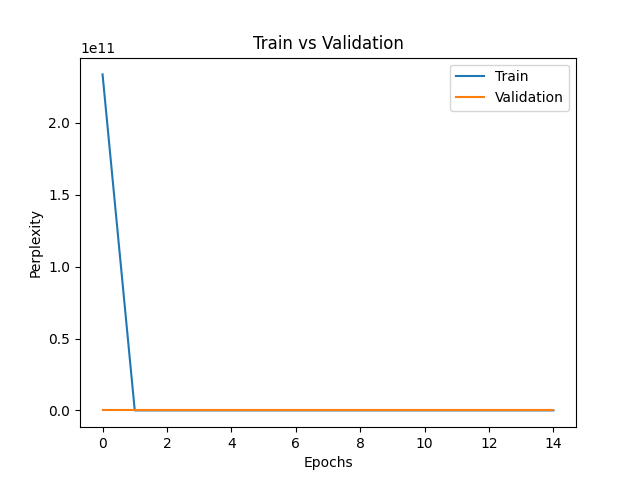 Train vs Validation
1e11
Train
Validation
2.0
1.5
1.0
0.5
0.0
Perplexity
0 2 4 6 8 10 12 14
Epochs